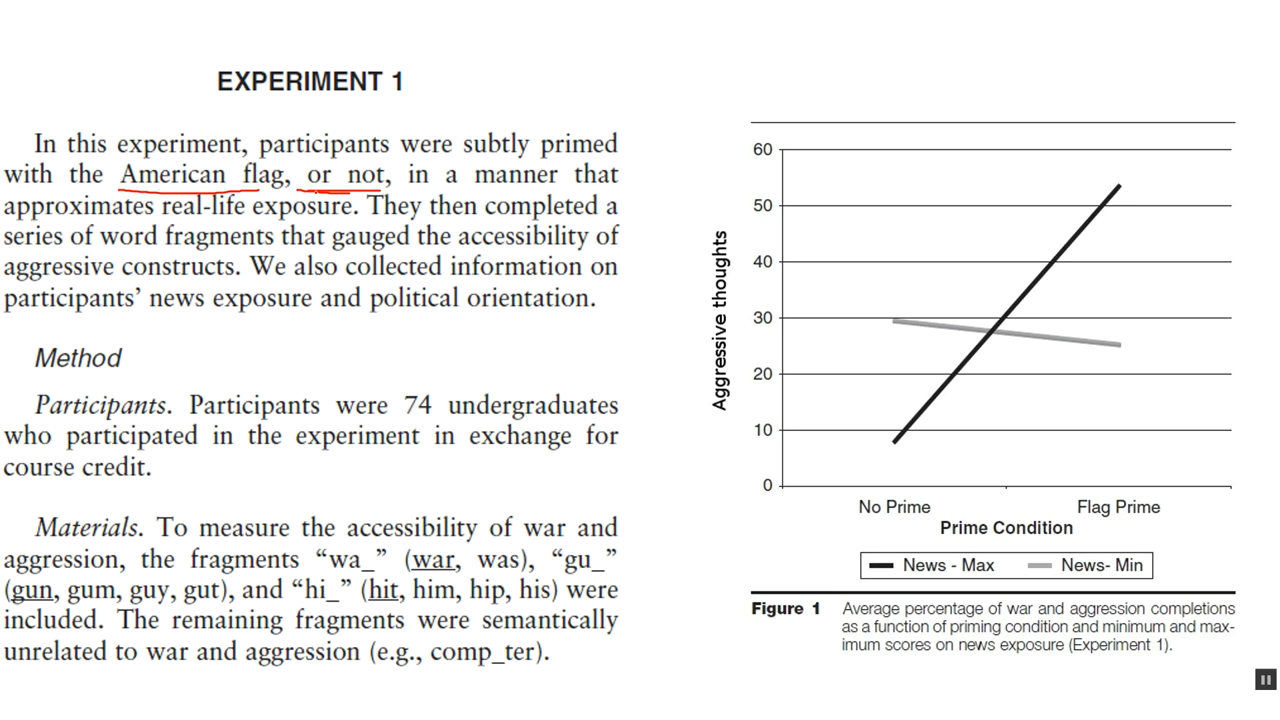 EXPERIMENT 1
In this experiment, participants were subtly primed
with the American flag, or not, in a manner that
approximates real-life exposure. They then completed a
series of word fragments that gauged the accessibility of
aggressive constructs. We also collected information on
participants' news exposure and political orientation.
Method
Participants. Participants were 74 undergraduates
who participated in the experiment in exchange for
course credit.
Materials. To measure the accessibility of war and
aggression, the fragments “wa_” (war, was), “gu_”
(gun, gum, guy, gut), and “hi_” (hit, him, hip, his) were
included. The remaining fragments were semantically
unrelated to war and aggression (e.g., comp_ter).
Aggressive thoughts
60
50
40
30
20
10
0
No Prime Flag Prime
Prime Condition
News - Max News- Min
Figure 1 Average percentage of war and aggression completions
as a function of priming condition and minimum and max-
imum scores on news exposure (Experiment 1).